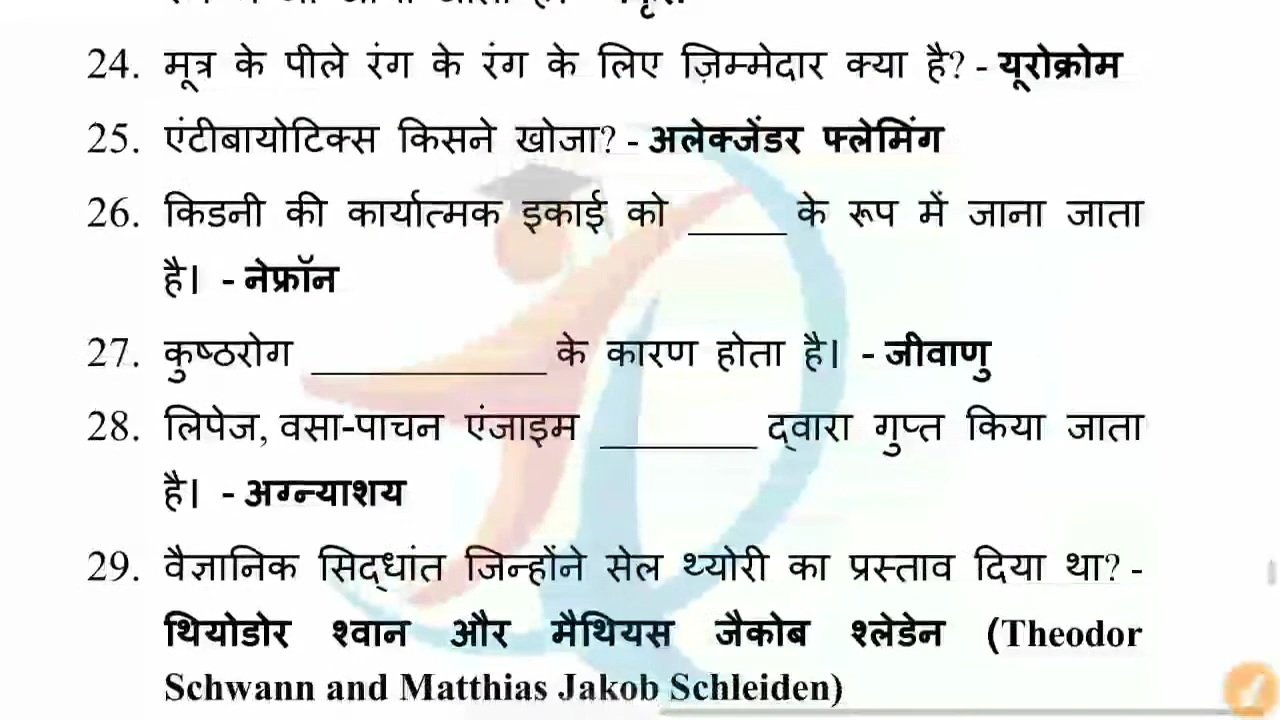 24. मूत्र के पीले रंग के रंग के लिए ज़िम्मेदार क्या है? - यूरोक्रोम
25. एंटीबायोटिक्स किसने खोजा? - अलेक्जेंडर फ्लेमिंग
26. किडनी की कार्यात्मक इकाई को _____ के रूप में जाना जाता
है। - नेफ्रॉन
27. कुष्ठरोग ____________ के कारण होता है। - जीवाणु
28. लिपेज, वसा-पाचन एंजाइम ________ द्वारा गुप्त किया जाता
है। - अग्न्याशय
29. वैज्ञानिक सिद्धांत जिन्होंने सेल थ्योरी का प्रस्ताव दिया था? -
थियोडोर श्वान और मैथियस जैकोब श्लेडेन (Theodor
Schwann and Matthias Jakob Schleiden)